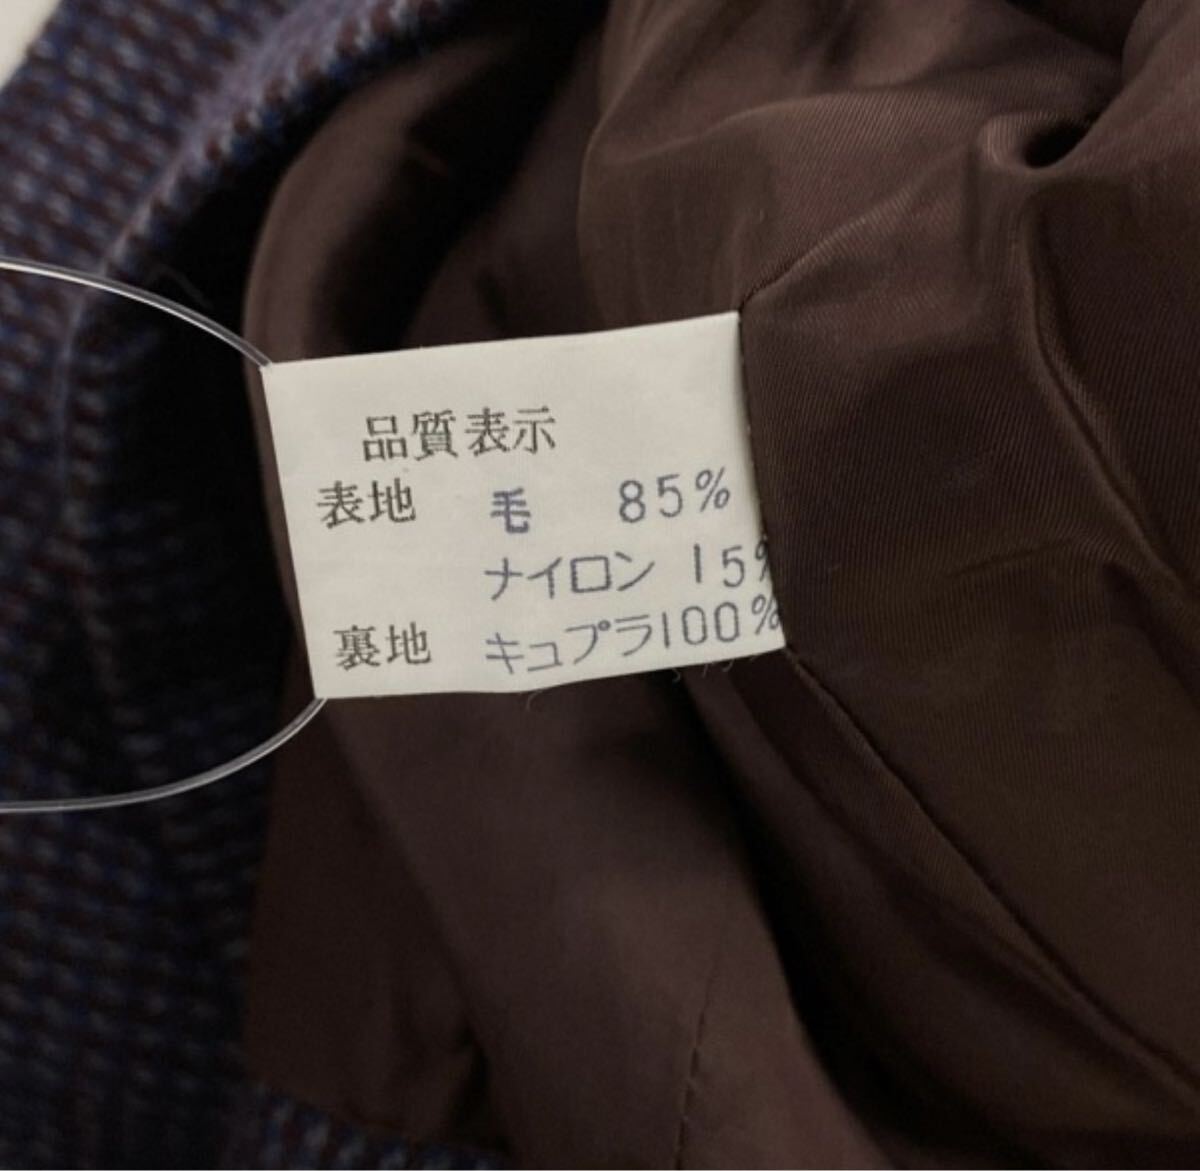 品質表示
表地 毛 85%
ナイロン 15%
裏地 キュプラ100%